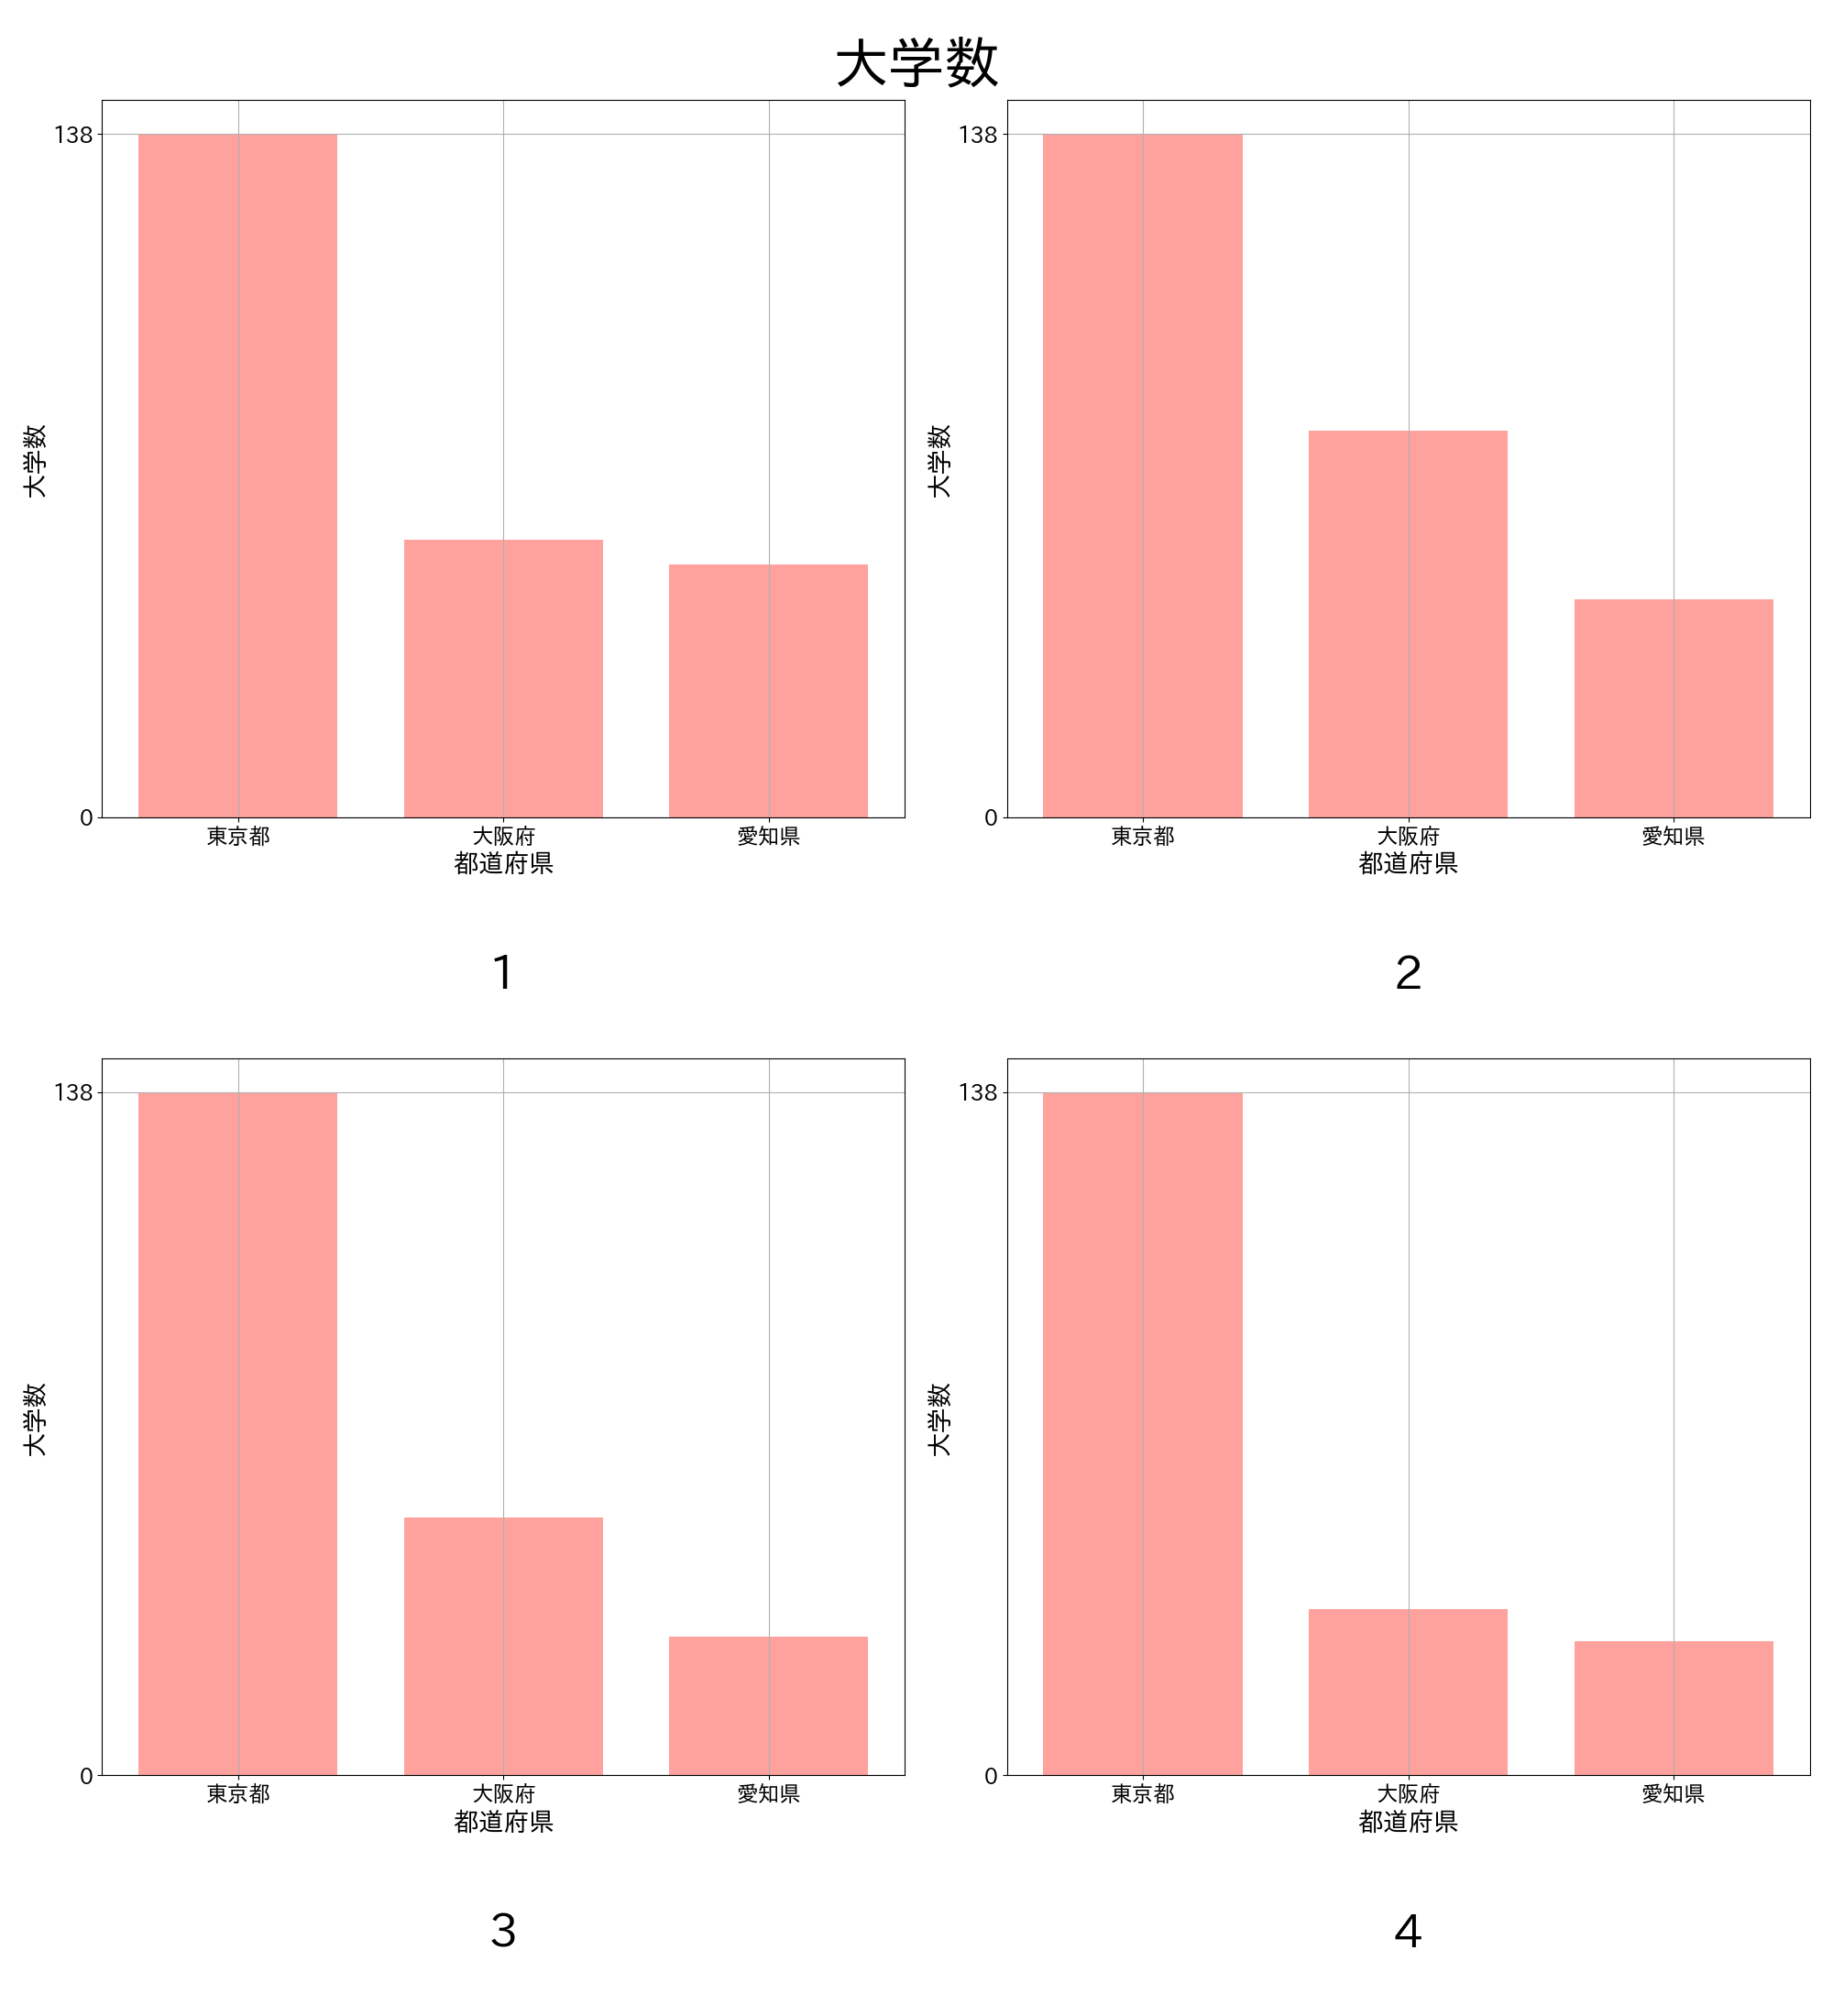 大学数
138
0
大学数
東京都 大阪府 愛知県
都道府県
1
138
0
大学数
東京都 大阪府 愛知県
都道府県
2
138
0
大学数
東京都 大阪府 愛知県
都道府県
3
138
0
大学数
東京都 大阪府 愛知県
都道府県
4